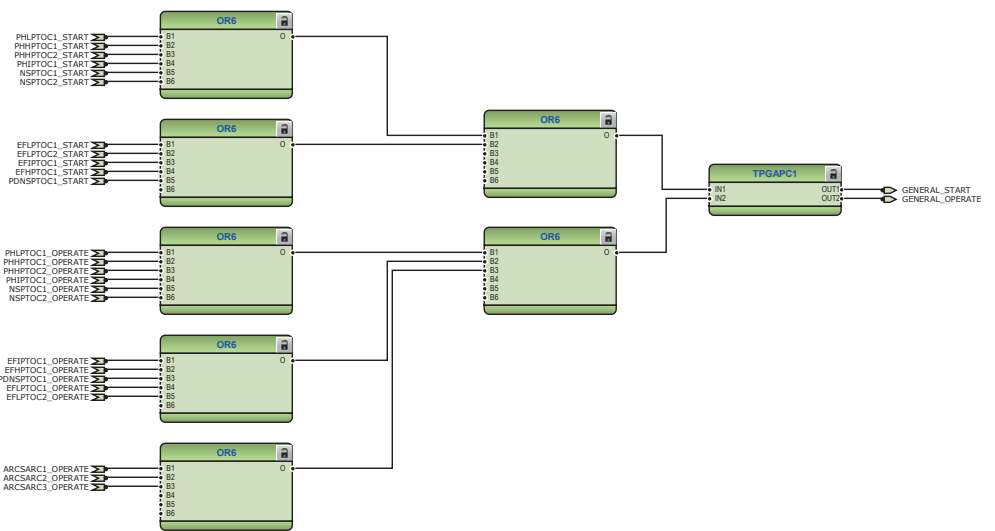 OR6
PHLPTOC1_START B1 O
PHHPTOC1_START B2
PHHPTOC2_START B3
PHIPTOC1_START B4
NSPTOC1_START B5
NSPTOC2_START B6
OR6
EFLPTOC1_START B1 O
EFLPTOC2_START B2
EFIPTOC1_START B3
EFHPTOC1_START B4
PDNSPTOC1_START B5
B6
OR6
B1 O
B2
B3
B4
B5
B6
TPGAPC1
IN1 OUT1 GENERAL_START
IN2 OUT2 GENERAL_OPERATE
OR6
PHLPTOC1_OPERATE B1 O
PHHPTOC1_OPERATE B2
PHHPTOC2_OPERATE B3
PHIPTOC1_OPERATE B4
NSPTOC1_OPERATE B5
NSPTOC2_OPERATE B6
OR6
B1 O
B2
B3
B4
B5
B6
OR6
EFIPTOC1_OPERATE B1 O
EFHPTOC1_OPERATE B2
PDNSPTOC1_OPERATE B3
EFLPTOC1_OPERATE B4
EFLPTOC2_OPERATE B5
B6
OR6
ARCSARC1_OPERATE B1 O
ARCSARC2_OPERATE B2
ARCSARC3_OPERATE B3
B4
B5
B6